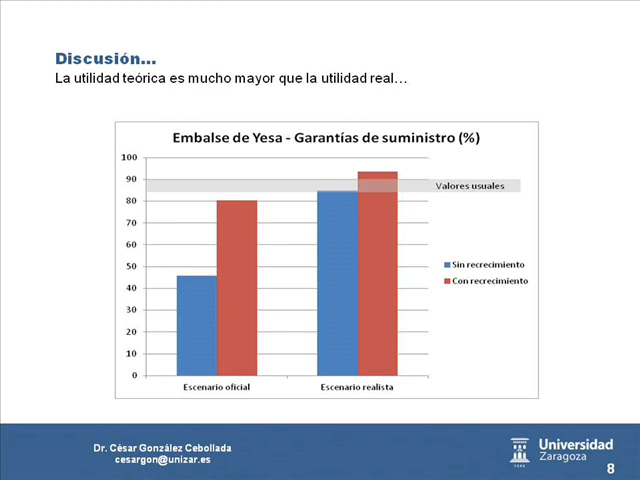 Discusión...
La utilidad teórica es mucho mayor que la utilidad real...
Embalse de Yesa - Garantías de suministro (%)
100
90
80
70
60
50
40
30
20
10
0
Valores usuales
Sin recrecimiento
Con recrecimiento
Escenario oficial
Escenario realista
Dr. César González Cebollada
cesargon@unizar.es
1542
Universidad
Zaragoza
8